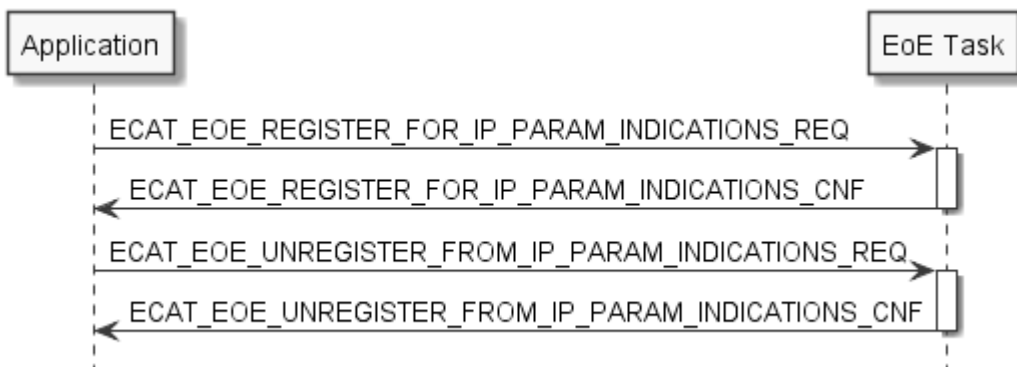 Application
EoE Task
ECAT_EOE_REGISTER_FOR_IP_PARAM_INDICATIONS_REQ
ECAT_EOE_REGISTER_FOR_IP_PARAM_INDICATIONS_CNF
ECAT_EOE_UNREGISTER_FROM_IP_PARAM_INDICATIONS_REQ
ECAT_EOE_UNREGISTER_FROM_IP_PARAM_INDICATIONS_CNF